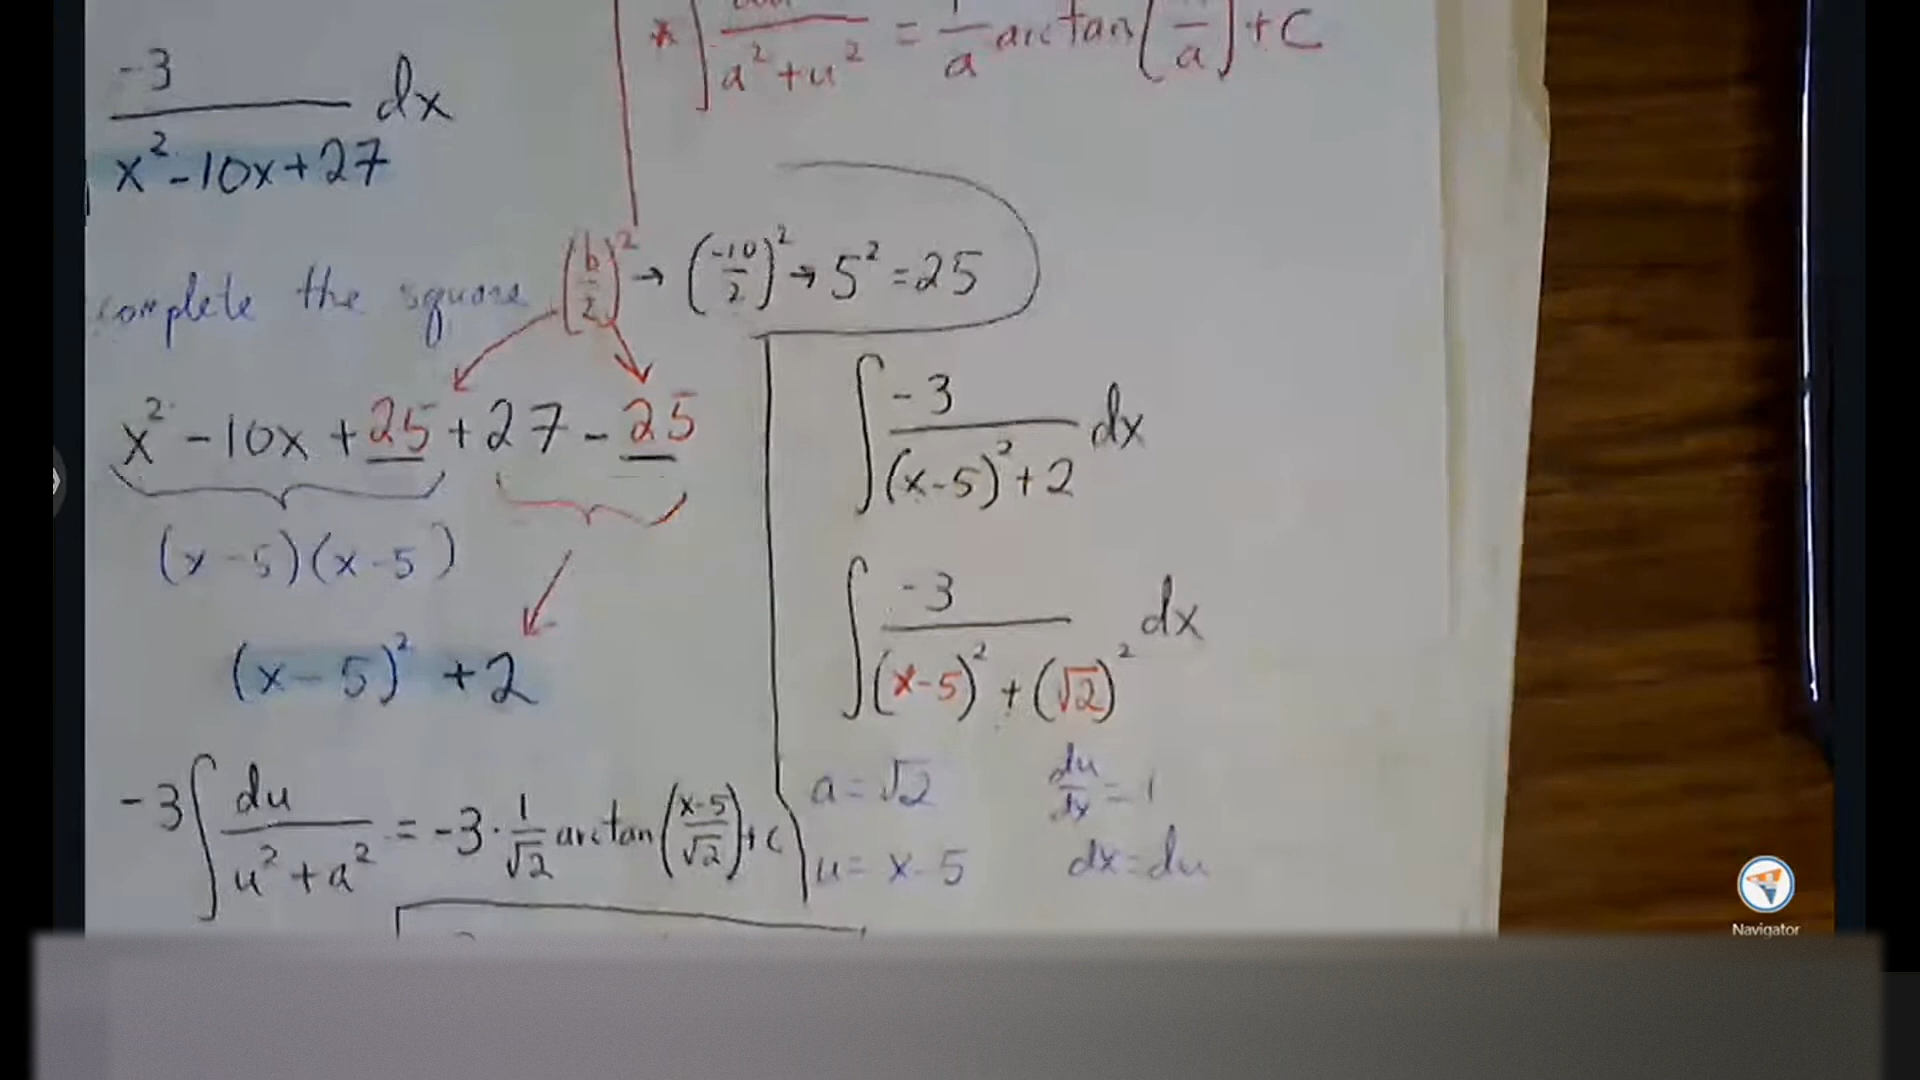 * ∫ / a² + u² = 1/a arctan( /a) + C
-3 / x² - 10x + 27 dx
complete the square (b/2)² → (-10/2)² → 5² = 25
x² - 10x + 25 + 27 - 25
(x-5)(x-5)
(x-5)² + 2
-3 ∫ du / u² + a² = -3 · 1/√2 arctan(x-5/√2) + c
∫ -3 / (x-5)² + 2 dx
∫ -3 / (x-5)² + (√2)² dx
a = √2 du/dx = 1
u = x-5 dx = du
Navigator